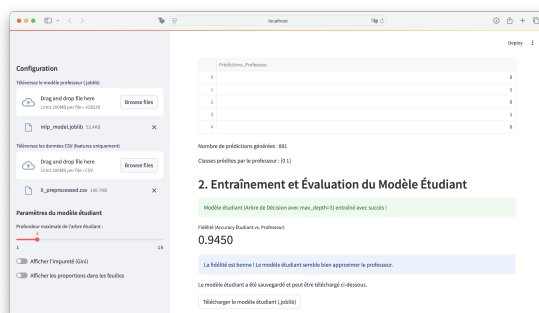 localhost
Deploy
Configuration
Téléversez le modèle professeur (.joblib)
Drag and drop file here
Limit 200MB per file • JOBLIB
Browse files
mlp_model.joblib 52.4KB
Téléversez les données CSV (features uniquement)
Drag and drop file here
Limit 200MB per file • CSV
Browse files
X_preprocessed.csv
Paramètres du modèle étudiant
Profondeur maximale de l'arbre étudiant :
3
1 15
Afficher l'impureté (Gini)
Afficher les proportions dans les feuilles
Prédictions_Professeur
0 0
1 1
2 0
3 1
4 0
Nombre de prédictions générées : 891
Classes prédites par le professeur : [0 1]
2. Entraînement et Évaluation du Modèle Étudiant
Modèle étudiant (Arbre de Décision avec max_depth=3) entraîné avec succès !
Fidélité (Accuracy Étudiant vs. Professeur)
0.9450
La fidélité est bonne ! Le modèle étudiant semble bien approximer le professeur.
Le modèle étudiant a été sauvegardé et peut être téléchargé ci-dessous.
Télécharger le modèle étudiant (.joblib)